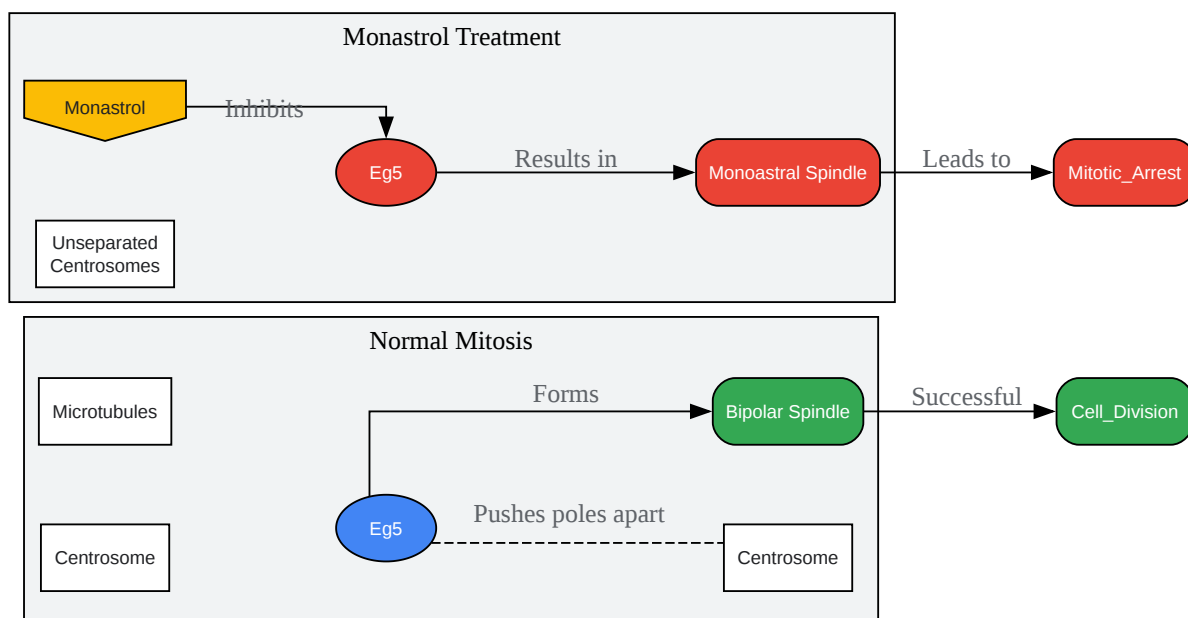 Monastrol Treatment
Monastrol
Inhibits
Eg5
Results in
Monoastral Spindle
Leads to
Mitotic_Arrest
Unseparated
Centrosomes
Normal Mitosis
Microtubules
Forms
Bipolar Spindle
Successful
Cell_Division
Centrosome
Eg5
Pushes poles apart
Centrosome